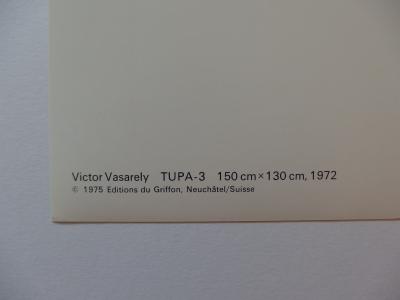 Victor Vasarely TUPA-3 150 cm × 130 cm, 1972
© 1975 Editions du Griffon, Neuchâtel/Suisse